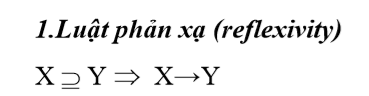 1.Luật phản xạ (reflexivity)
X ⊇ Y ⇒ X→Y